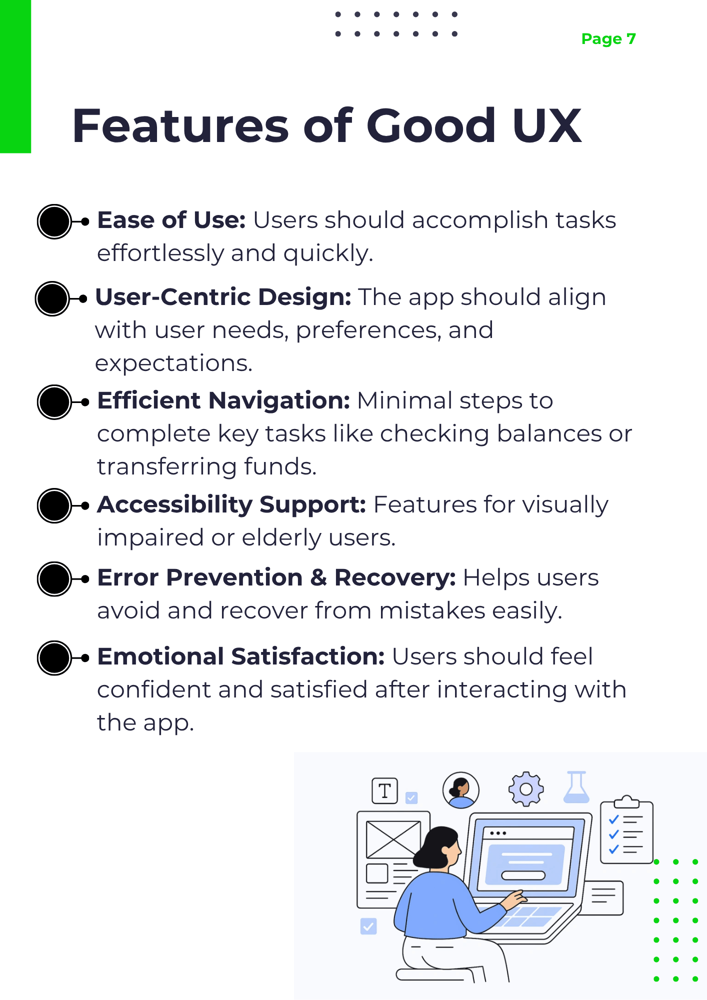 Page 7
Features of Good UX
Ease of Use: Users should accomplish tasks
effortlessly and quickly.
User-Centric Design: The app should align
with user needs, preferences, and
expectations.
Efficient Navigation: Minimal steps to
complete key tasks like checking balances or
transferring funds.
Accessibility Support: Features for visually
impaired or elderly users.
Error Prevention & Recovery: Helps users
avoid and recover from mistakes easily.
Emotional Satisfaction: Users should feel
confident and satisfied after interacting with
the app.
T